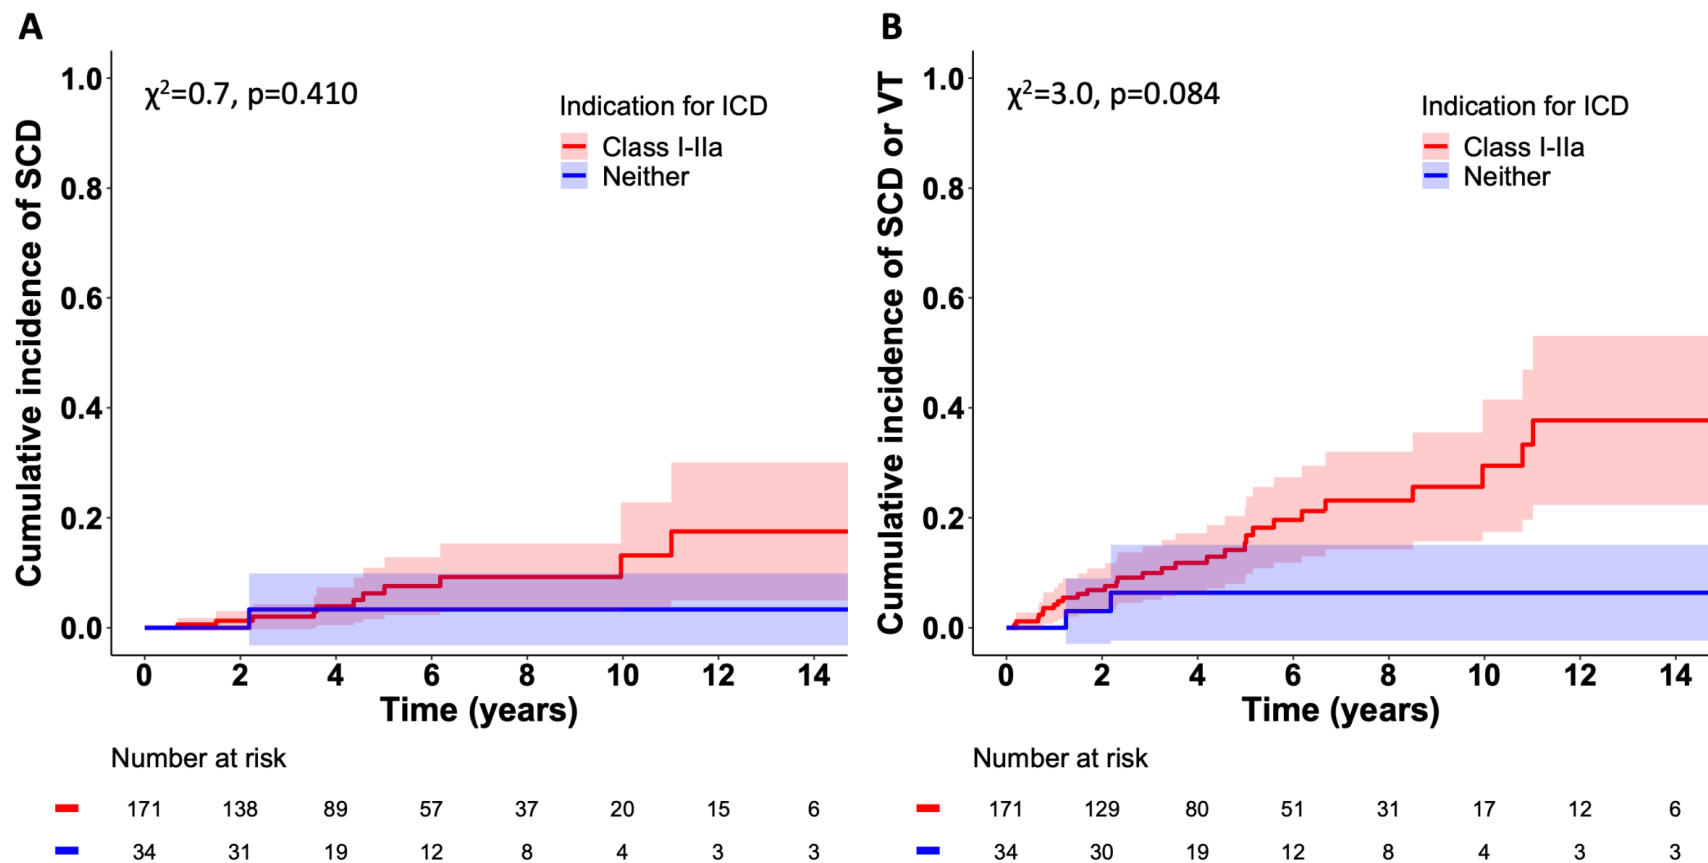 A
χ²=0.7, p=0.410
Indication for ICD
Class I-IIa
Neither
Cumulative incidence of SCD
1.0
0.8
0.6
0.4
0.2
0.0
0 2 4 6 8 10 12 14
Time (years)
Number at risk
171 138 89 57 37 20 15 6
34 31 19 12 8 4 3 3
B
χ²=3.0, p=0.084
Indication for ICD
Class I-IIa
Neither
Cumulative incidence of SCD or VT
1.0
0.8
0.6
0.4
0.2
0.0
0 2 4 6 8 10 12 14
Time (years)
Number at risk
171 129 80 51 31 17 12 6
34 30 19 12 8 4 3 3